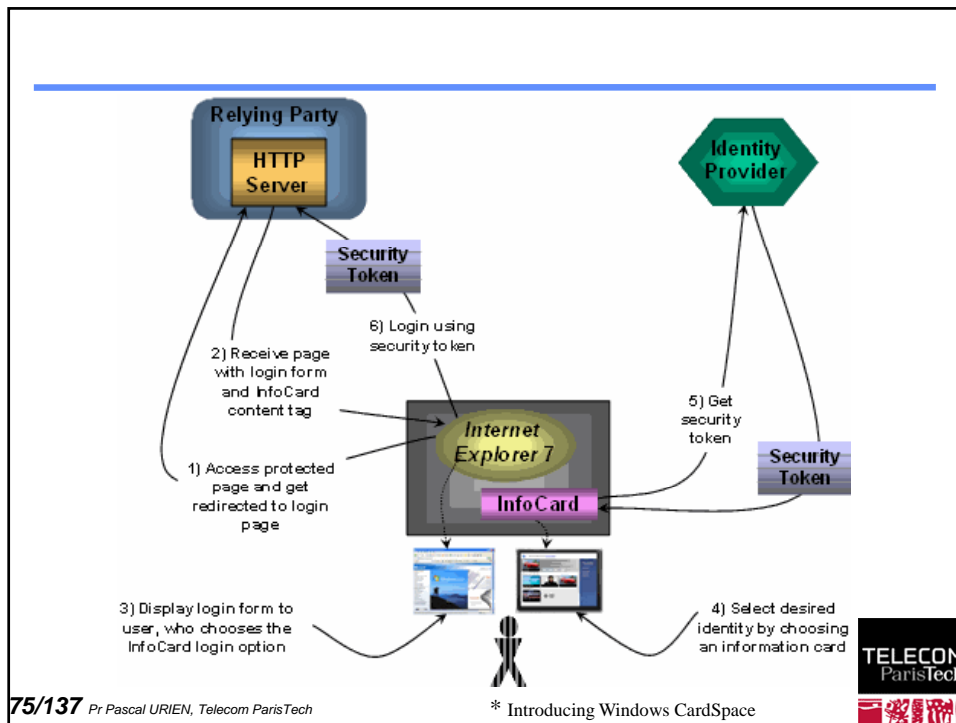 Relying Party
HTTP
Server
Identity
Provider
Security
Token
6) Login using
security token
2) Receive page
with login form
and InfoCard
content tag
5) Get
security
token
Internet
Explorer 7
1) Access protected
page and get
redirected to login
page
Security
Token
InfoCard
3) Display login form to
user, who chooses the
InfoCard login option
4) Select desired
identity by choosing
an information card
TELECOM
ParisTech
75/137 Pr Pascal URIEN, Telecom ParisTech
* Introducing Windows CardSpace